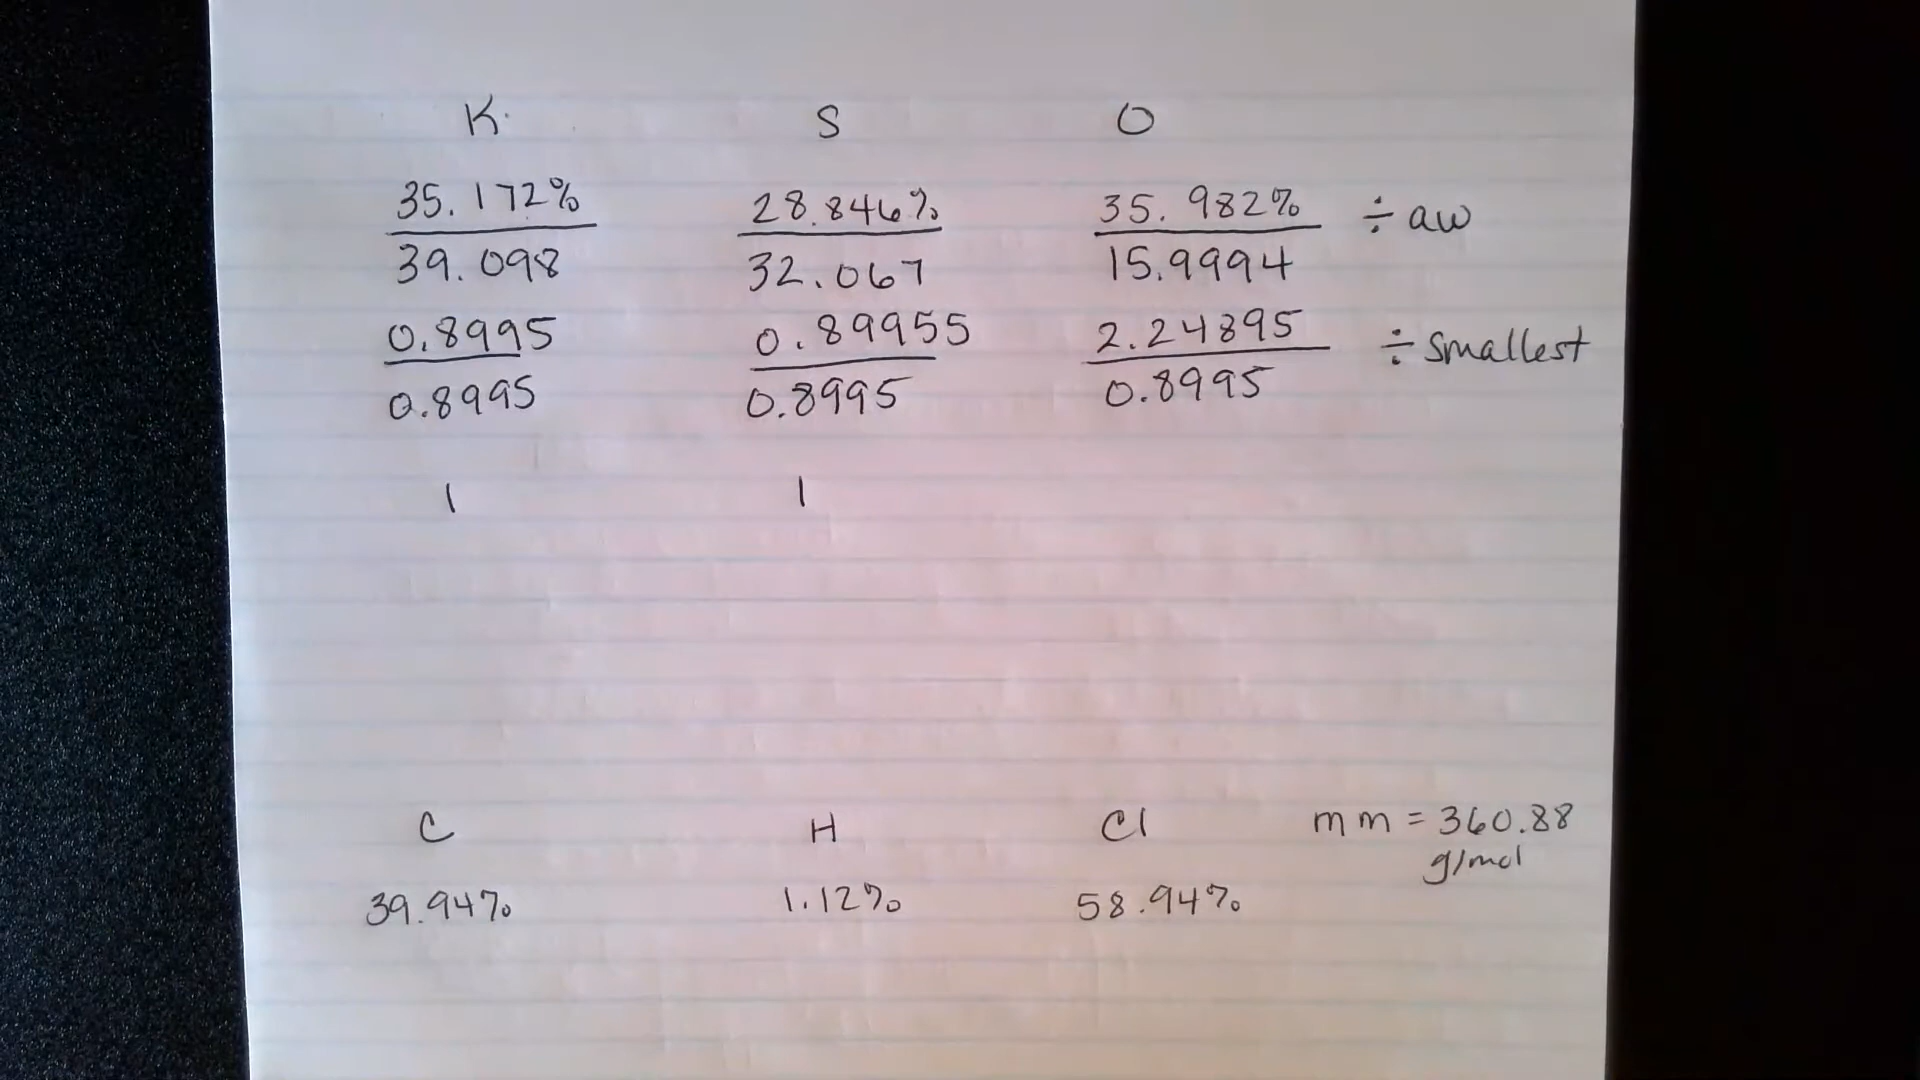 K S O
35.172% 28.846% 35.982% ÷ aw
39.098 32.067 15.9994
0.8995 0.89955 2.24895 ÷ smallest
0.8995 0.8995 0.8995
1 1
C H Cl mm = 360.88
g/mol
39.94% 1.12% 58.94%